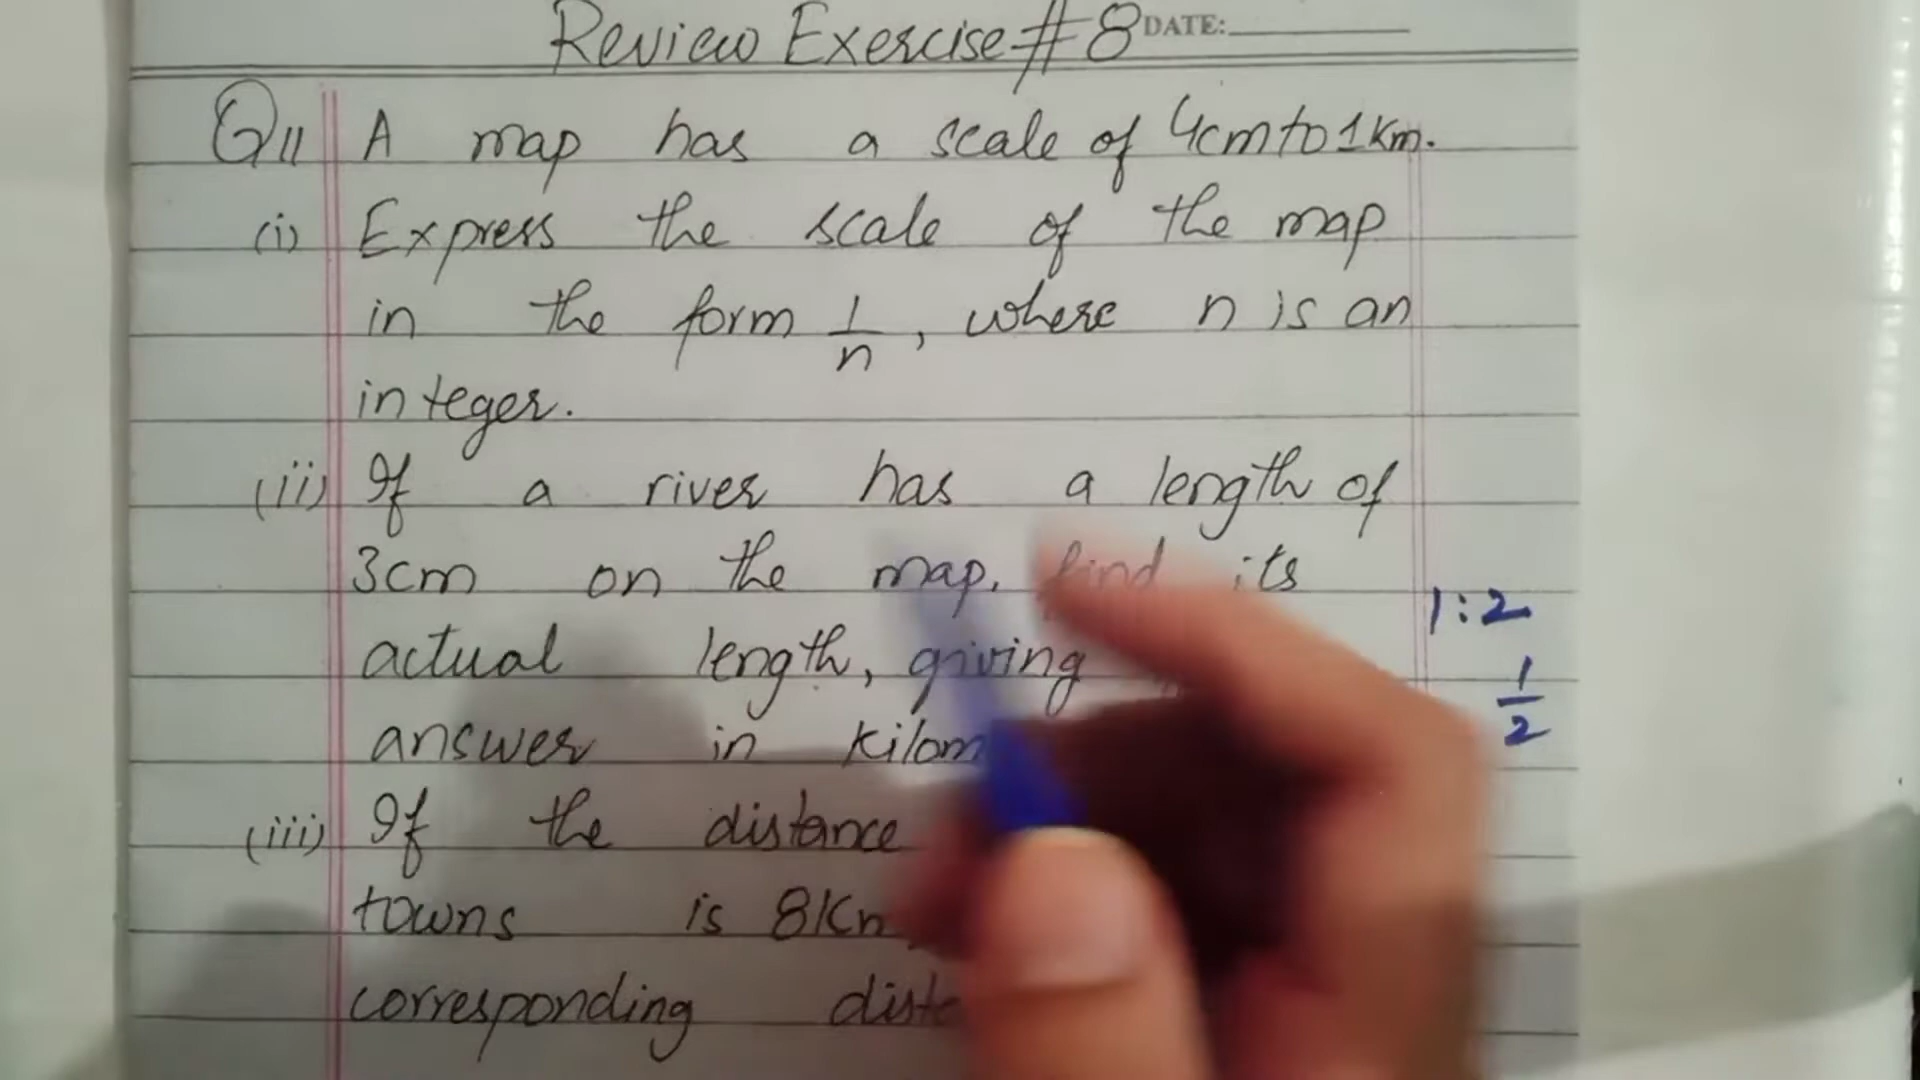 Review Exercise #8 DATE:
Q11 A map has a scale of 4cm to 1km.
(i) Express the scale of the map
in the form 1/n, where n is an
integer.
(ii) If a river has a length of
3cm on the map, find its
1:2
actual length, giving
1/2
answer in
(iii) If the distance
towns is 8Km
corresponding